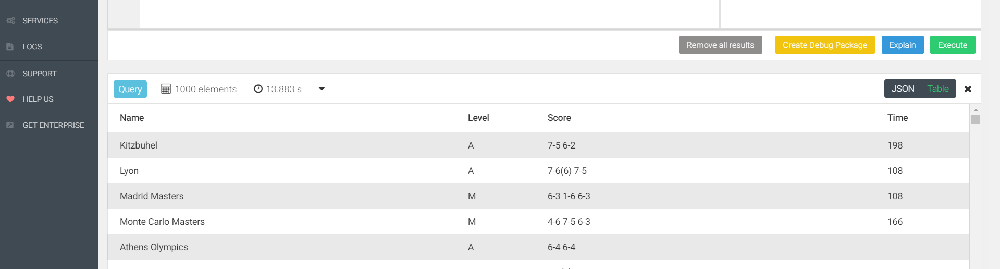 SERVICES
LOGS
SUPPORT
HELP US
GET ENTERPRISE
Remove all results Create Debug Package Explain Execute
Query 1000 elements 13.883 s JSON Table
Name Level Score Time
Kitzbuhel A 7-5 6-2 198
Lyon A 7-6(6) 7-5 108
Madrid Masters M 6-3 1-6 6-3 108
Monte Carlo Masters M 4-6 7-5 6-3 166
Athens Olympics A 6-4 6-4